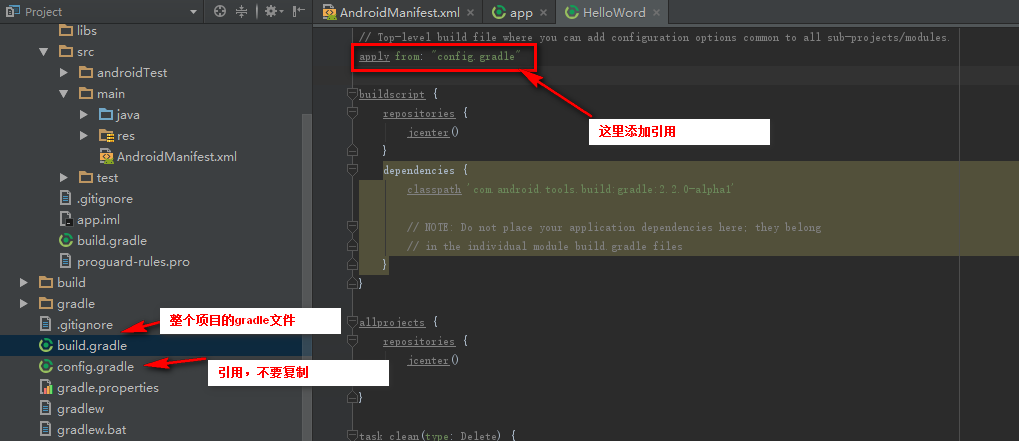 Project
libs
src
androidTest
main
java
res
AndroidManifest.xml
test
.gitignore
app.iml
build.gradle
proguard-rules.pro
build
gradle
.gitignore
build.gradle
config.gradle
gradle.properties
gradlew
gradlew.bat
整个项目的gradle文件
引用，不要复制
AndroidManifest.xml
app
HelloWord
// Top-level build file where you can add configuration options common to all sub-projects/modules.
apply from: "config.gradle"
这里添加引用
buildscript {
repositories {
jcenter()
}
dependencies {
classpath 'com.android.tools.build:gradle:2.2.0-alpha1'
// NOTE: Do not place your application dependencies here; they belong
// in the individual module build.gradle files
}
}
allprojects {
repositories {
jcenter()
}
task clean(type: Delete) {